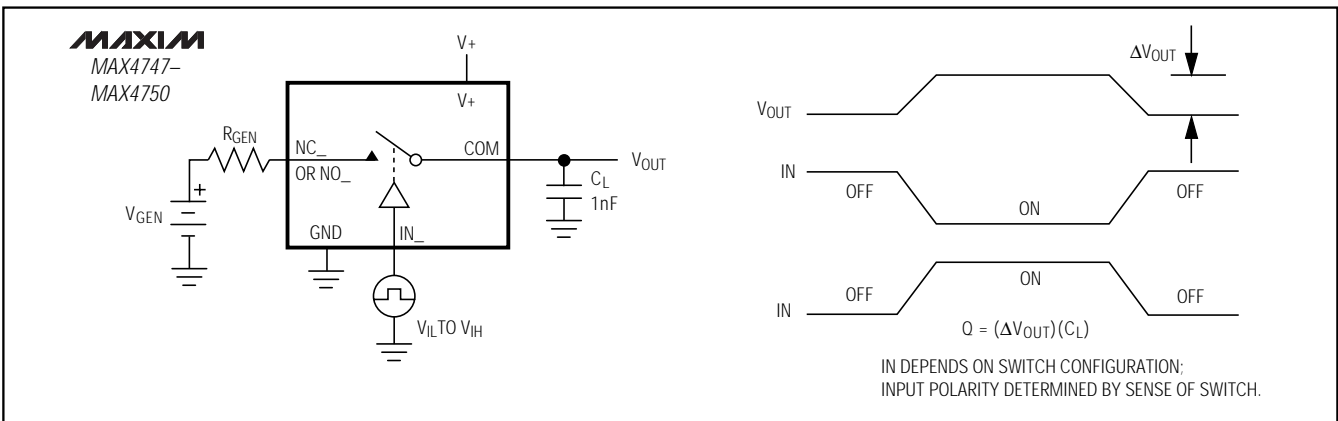 MAXIM
MAX4747–
MAX4750
V+
V+
RGEN
NC_
OR NO_
COM
VOUT
CL
1nF
+
VGEN
GND
IN_
VILTO VIH
ΔVOUT
VOUT
IN
OFF
ON
OFF
IN
OFF
ON
OFF
Q = (ΔVOUT)(CL)
IN DEPENDS ON SWITCH CONFIGURATION;
INPUT POLARITY DETERMINED BY SENSE OF SWITCH.